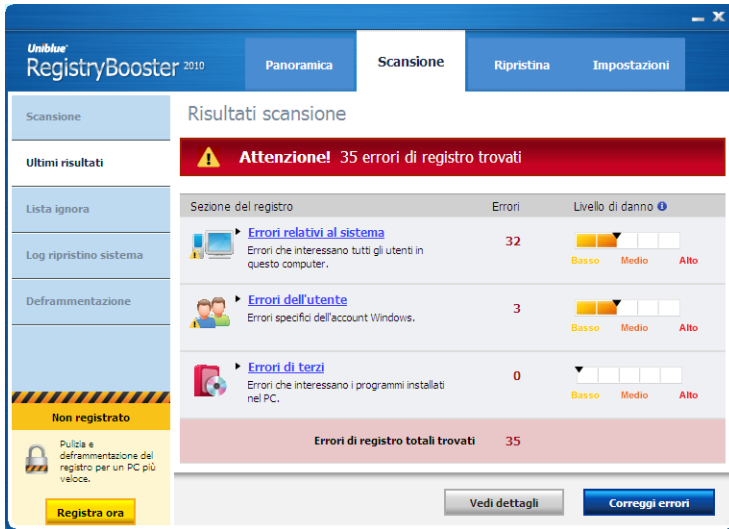 Uniblue
RegistryBooster 2010
Panoramica
Scansione
Ripristina
Impostazioni
Scansione
Ultimi risultati
Lista ignora
Log ripristino sistema
Deframmentazione
Non registrato
Pulizia e
deframmentazione del
registro per un PC più
veloce.
Registra ora
Risultati scansione
Attenzione! 35 errori di registro trovati
Sezione del registro Errori Livello di danno
Errori relativi al sistema
Errori che interessano tutti gli utenti in
questo computer.
32
Basso Medio Alto
Errori dell'utente
Errori specifici dell'account Windows.
3
Basso Medio Alto
Errori di terzi
Errori che interessano i programmi installati
nel PC.
0
Basso Medio Alto
Errori di registro totali trovati 35
Vedi dettagli
Correggi errori